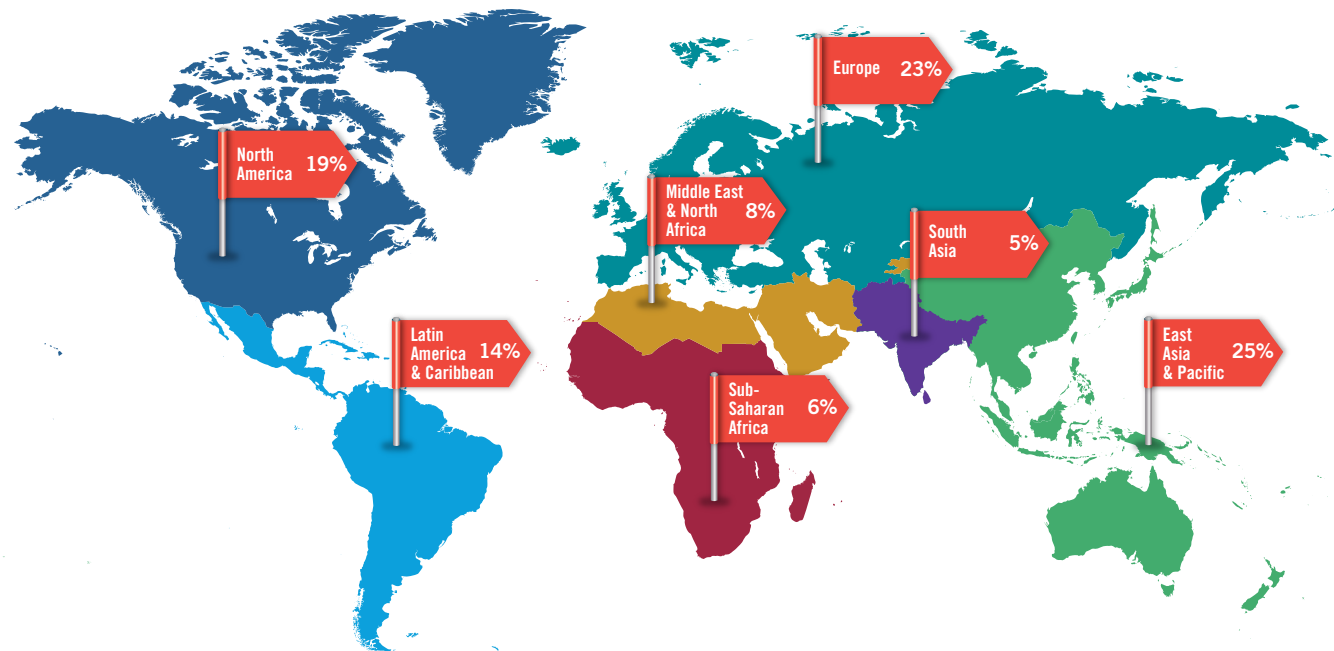 Europe 23%
North
America 19%
Middle East
& North
Africa 8%
South
Asia 5%
Latin
America
& Caribbean 14%
East
Asia
& Pacific 25%
Sub-
Saharan
Africa 6%